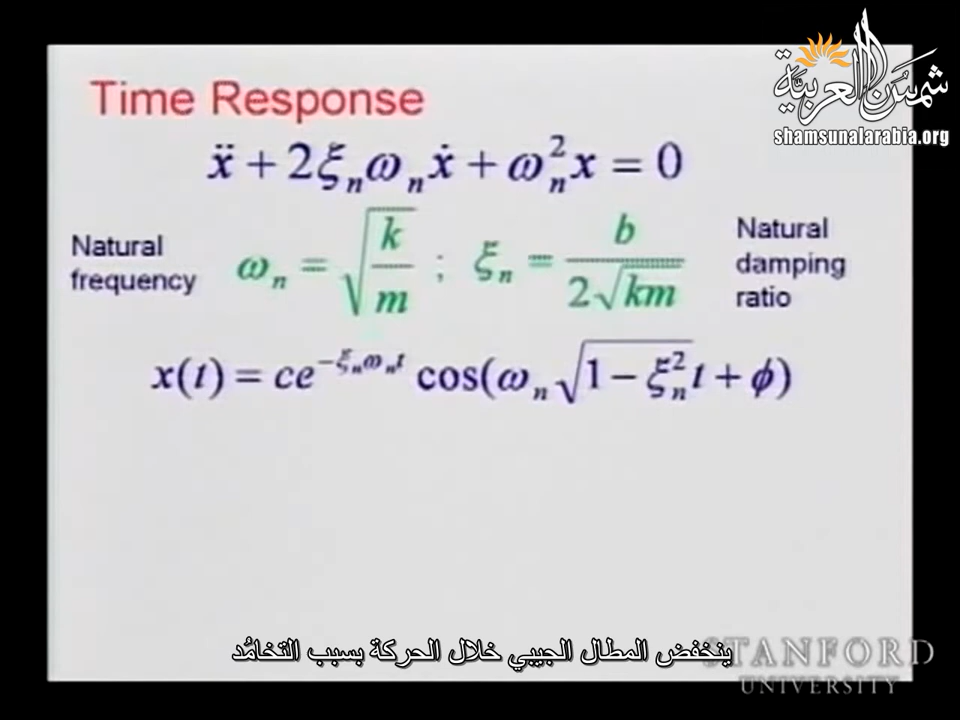 شمس العربية
shamsunalarabia.org
Time Response
ẍ + 2ξₙωₙẋ + ωₙ²x = 0
Natural frequency
ωₙ = √(k/m) ; ξₙ = b/(2√(km))
Natural damping ratio
x(t) = ce^(−ξₙωₙt) cos(ωₙ√(1 − ξₙ²)t + ϕ)
ينخفض المطال الجيبي خلال الحركة بسبب التخامُد
STANFORD
UNIVERSITY